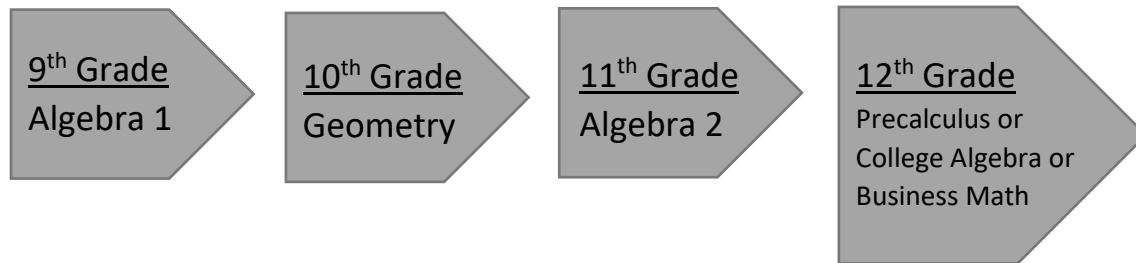 9th Grade
Algebra 1
10th Grade
Geometry
11th Grade
Algebra 2
12th Grade
Precalculus or
College Algebra or
Business Math